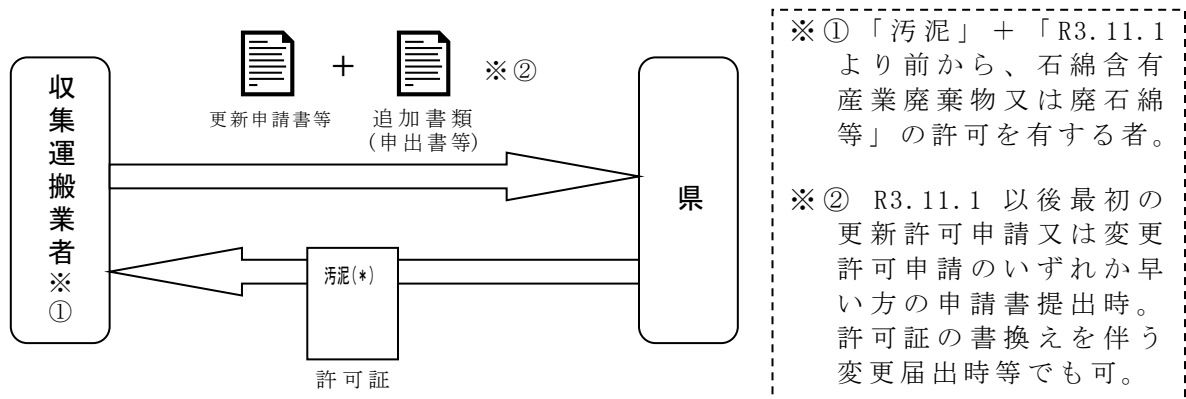 収集運搬業者※①
更新申請書等
+
追加書類
(申出書等)
※②
県
汚泥(*)
許可証
※①「汚泥」+「R3.11.1
より前から、石綿含有
産業廃棄物又は廃石綿
等」の許可を有する者。
※② R3.11.1 以後最初の
更新許可申請又は変更
許可申請のいずれか早
い方の申請書提出時。
許可証の書換えを伴う
変更届出時等でも可。